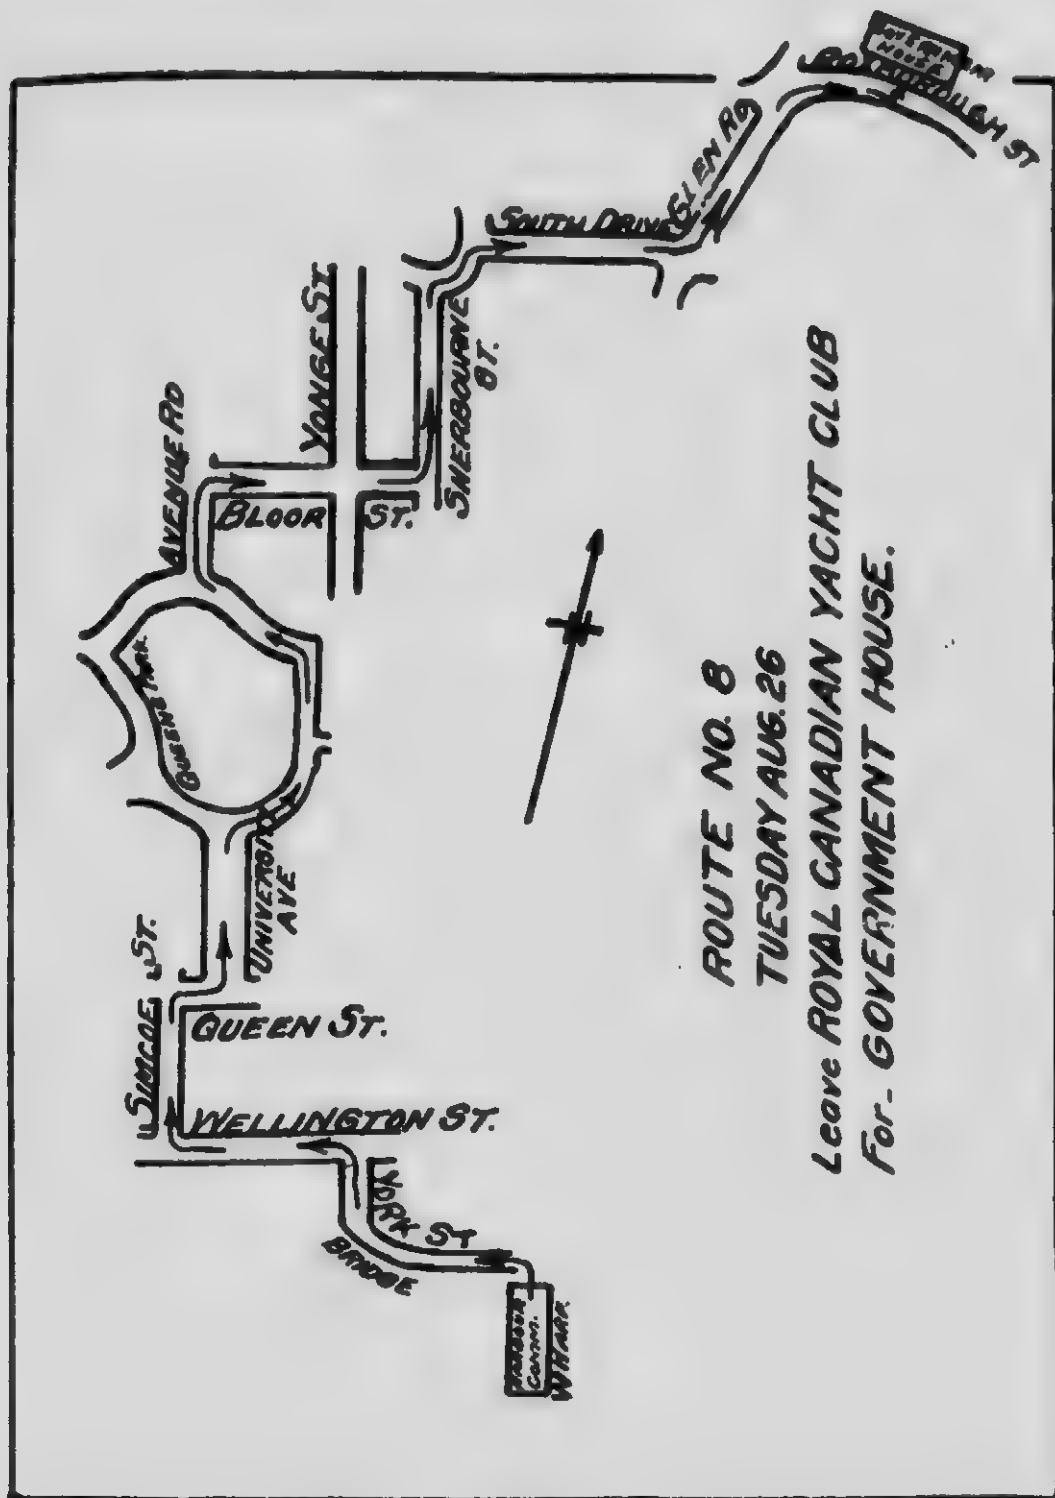 ROUTE NO. 8
TUESDAY AUG. 26
Leave ROYAL CANADIAN YACHT CLUB
For- GOVERNMENT HOUSE.
HOUSE
ST
GLEN RD
SMITH DRIVE
SHERBOURNE
ST.
YONGE ST.
AVENUE RD
BLOOR ST.
QUEENS PARK.
UNIVERSITY
AVE
SIMCOE ST.
QUEEN ST.
WELLINGTON ST.
YORK ST
BRIDGE
HARBOUR
COMM.
WHARF.